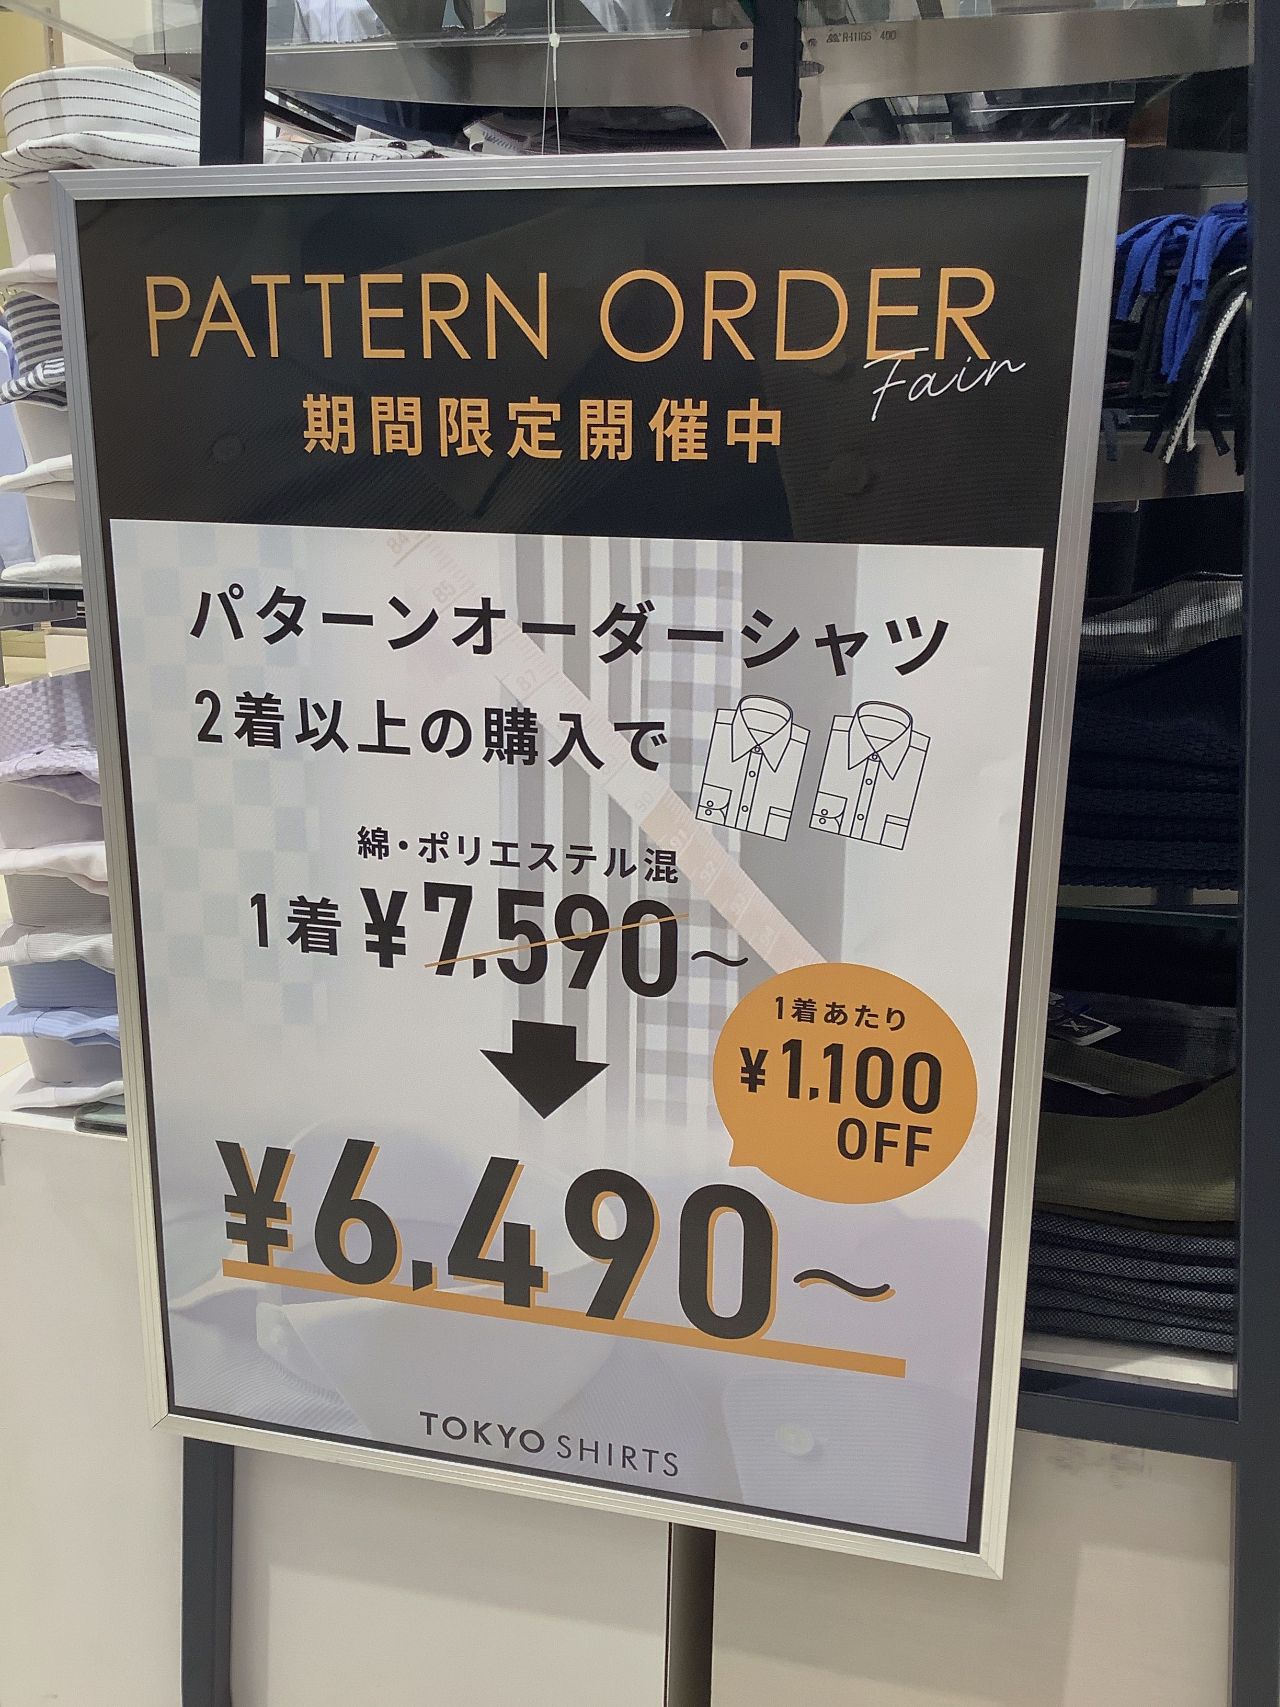 PATTERN ORDER
Fair
期間限定開催中
パターンオーダーシャツ
2着以上の購入で
綿・ポリエステル混
1着 ¥7,590～
1着あたり
¥1,100
OFF
¥6,490～
TOKYO SHIRTS